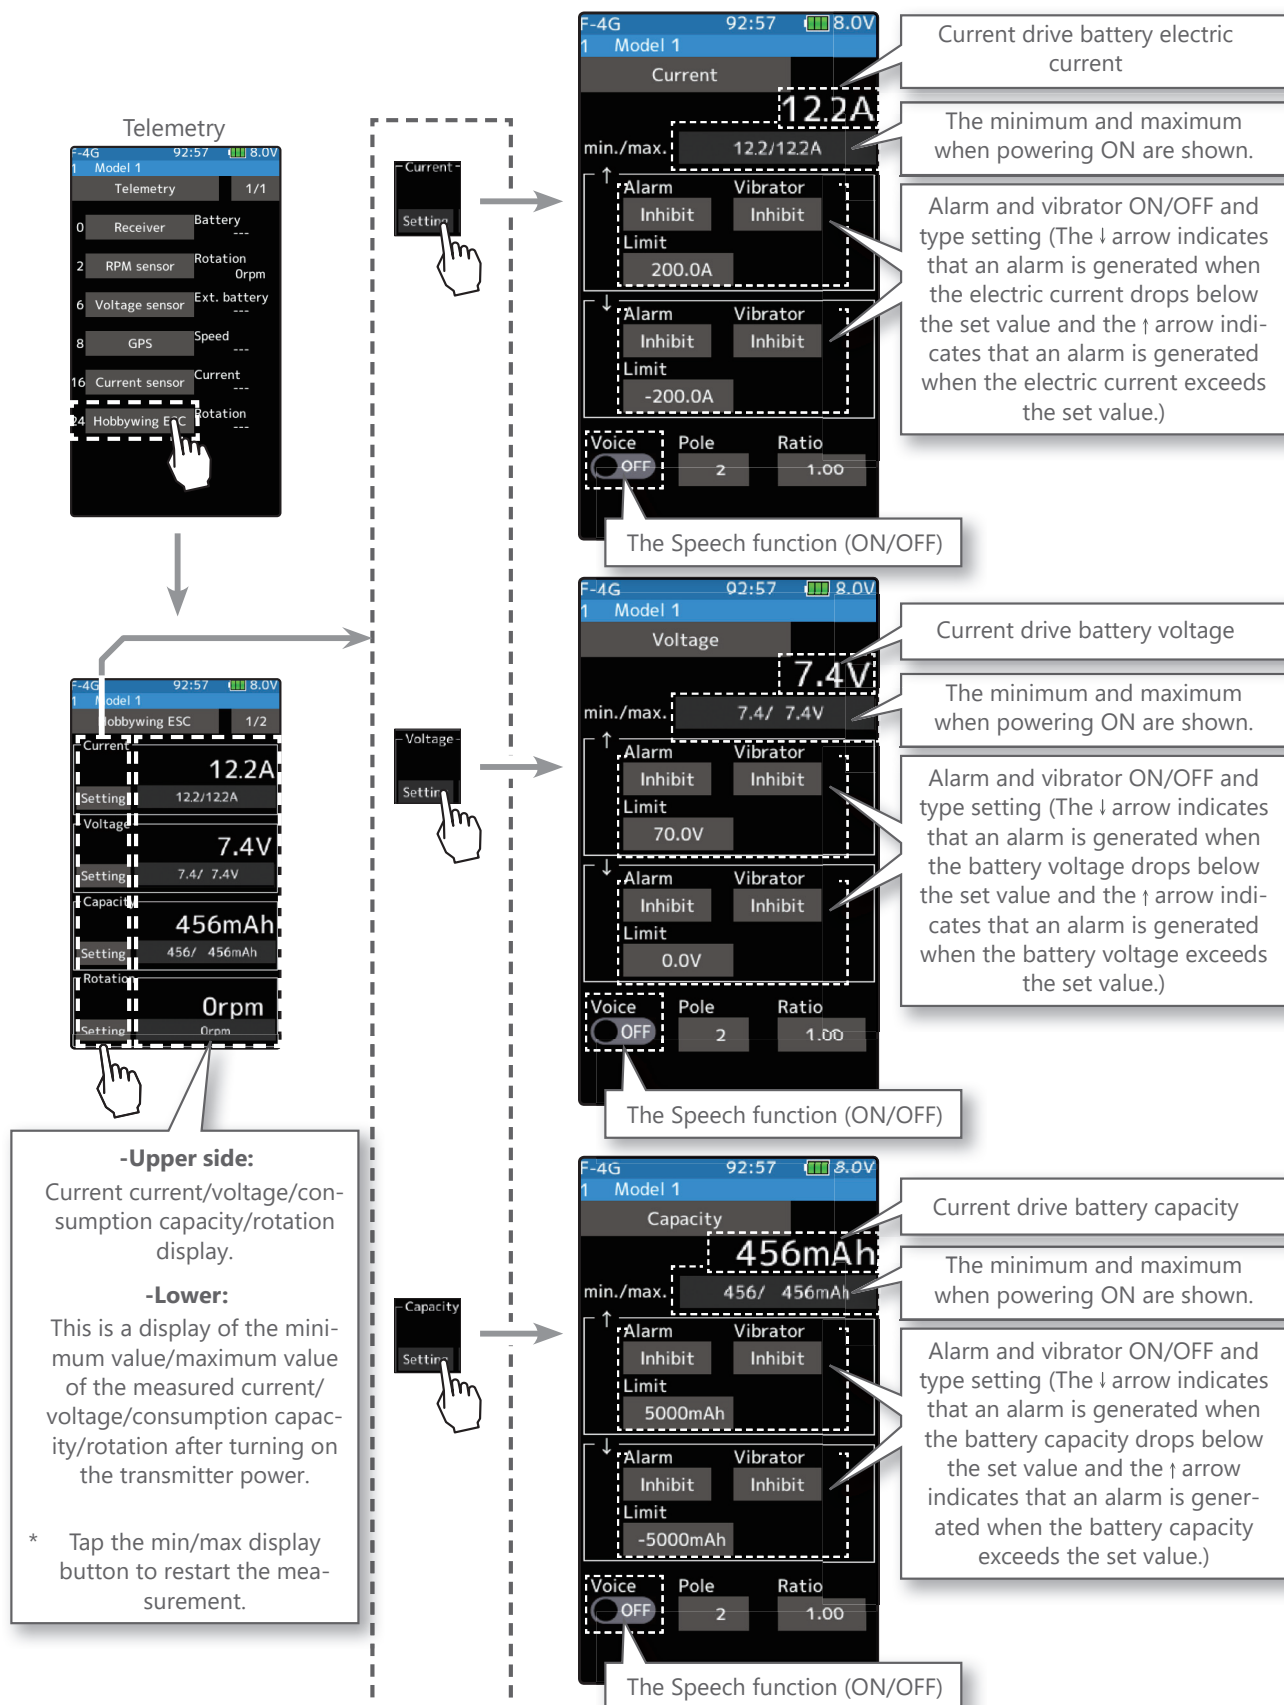 Telemetry
F-4G 92:57 8.0V
1 Model 1
Telemetry 1/1
0 Receiver Battery ---
2 RPM sensor Rotation 0rpm
6 Voltage sensor Ext. battery ---
8 GPS Speed ---
16 Current sensor Current ---
24 Hobbywing ESC Rotation ---
F-4G 92:57 8.0V
1 Model 1
Hobbywing ESC 1/2
Current
12.2A
Setting 12.2/12.2A
Voltage
7.4V
Setting 7.4/ 7.4V
Capacity
456mAh
Setting 456/ 456mAh
Rotation
0rpm
Setting 0rpm
-Upper side:
Current current/voltage/con-
sumption capacity/rotation
display.
-Lower:
This is a display of the mini-
mum value/maximum value
of the measured current/
voltage/consumption capac-
ity/rotation after turning on
the transmitter power.
* Tap the min/max display
button to restart the mea-
surement.
Current
Setting
F-4G 92:57 8.0V
1 Model 1
Current
12.2A
min./max. 12.2/12.2A
↑ Alarm Vibrator
Inhibit Inhibit
Limit
200.0A
↓ Alarm Vibrator
Inhibit Inhibit
Limit
-200.0A
Voice Pole Ratio
OFF 2 1.00
The Speech function (ON/OFF)
Current drive battery electric
current
The minimum and maximum
when powering ON are shown.
Alarm and vibrator ON/OFF and
type setting (The ↓ arrow indicates
that an alarm is generated when
the electric current drops below
the set value and the ↑ arrow indi-
cates that an alarm is generated
when the electric current exceeds
the set value.)
Voltage
Setting
F-4G 92:57 8.0V
1 Model 1
Voltage
7.4V
min./max. 7.4/ 7.4V
↑ Alarm Vibrator
Inhibit Inhibit
Limit
70.0V
↓ Alarm Vibrator
Inhibit Inhibit
Limit
0.0V
Voice Pole Ratio
OFF 2 1.00
The Speech function (ON/OFF)
Current drive battery voltage
The minimum and maximum
when powering ON are shown.
Alarm and vibrator ON/OFF and
type setting (The ↓ arrow indicates
that an alarm is generated when
the battery voltage drops below
the set value and the ↑ arrow indi-
cates that an alarm is generated
when the battery voltage exceeds
the set value.)
Capacity
Setting
F-4G 92:57 8.0V
1 Model 1
Capacity
456mAh
min./max. 456/ 456mAh
↑ Alarm Vibrator
Inhibit Inhibit
Limit
5000mAh
↓ Alarm Vibrator
Inhibit Inhibit
Limit
-5000mAh
Voice Pole Ratio
OFF 2 1.00
The Speech function (ON/OFF)
Current drive battery capacity
The minimum and maximum
when powering ON are shown.
Alarm and vibrator ON/OFF and
type setting (The ↓ arrow indicates
that an alarm is generated when
the battery capacity drops below
the set value and the ↑ arrow
indicates that an alarm is gener-
ated when the battery capacity
exceeds the set value.)